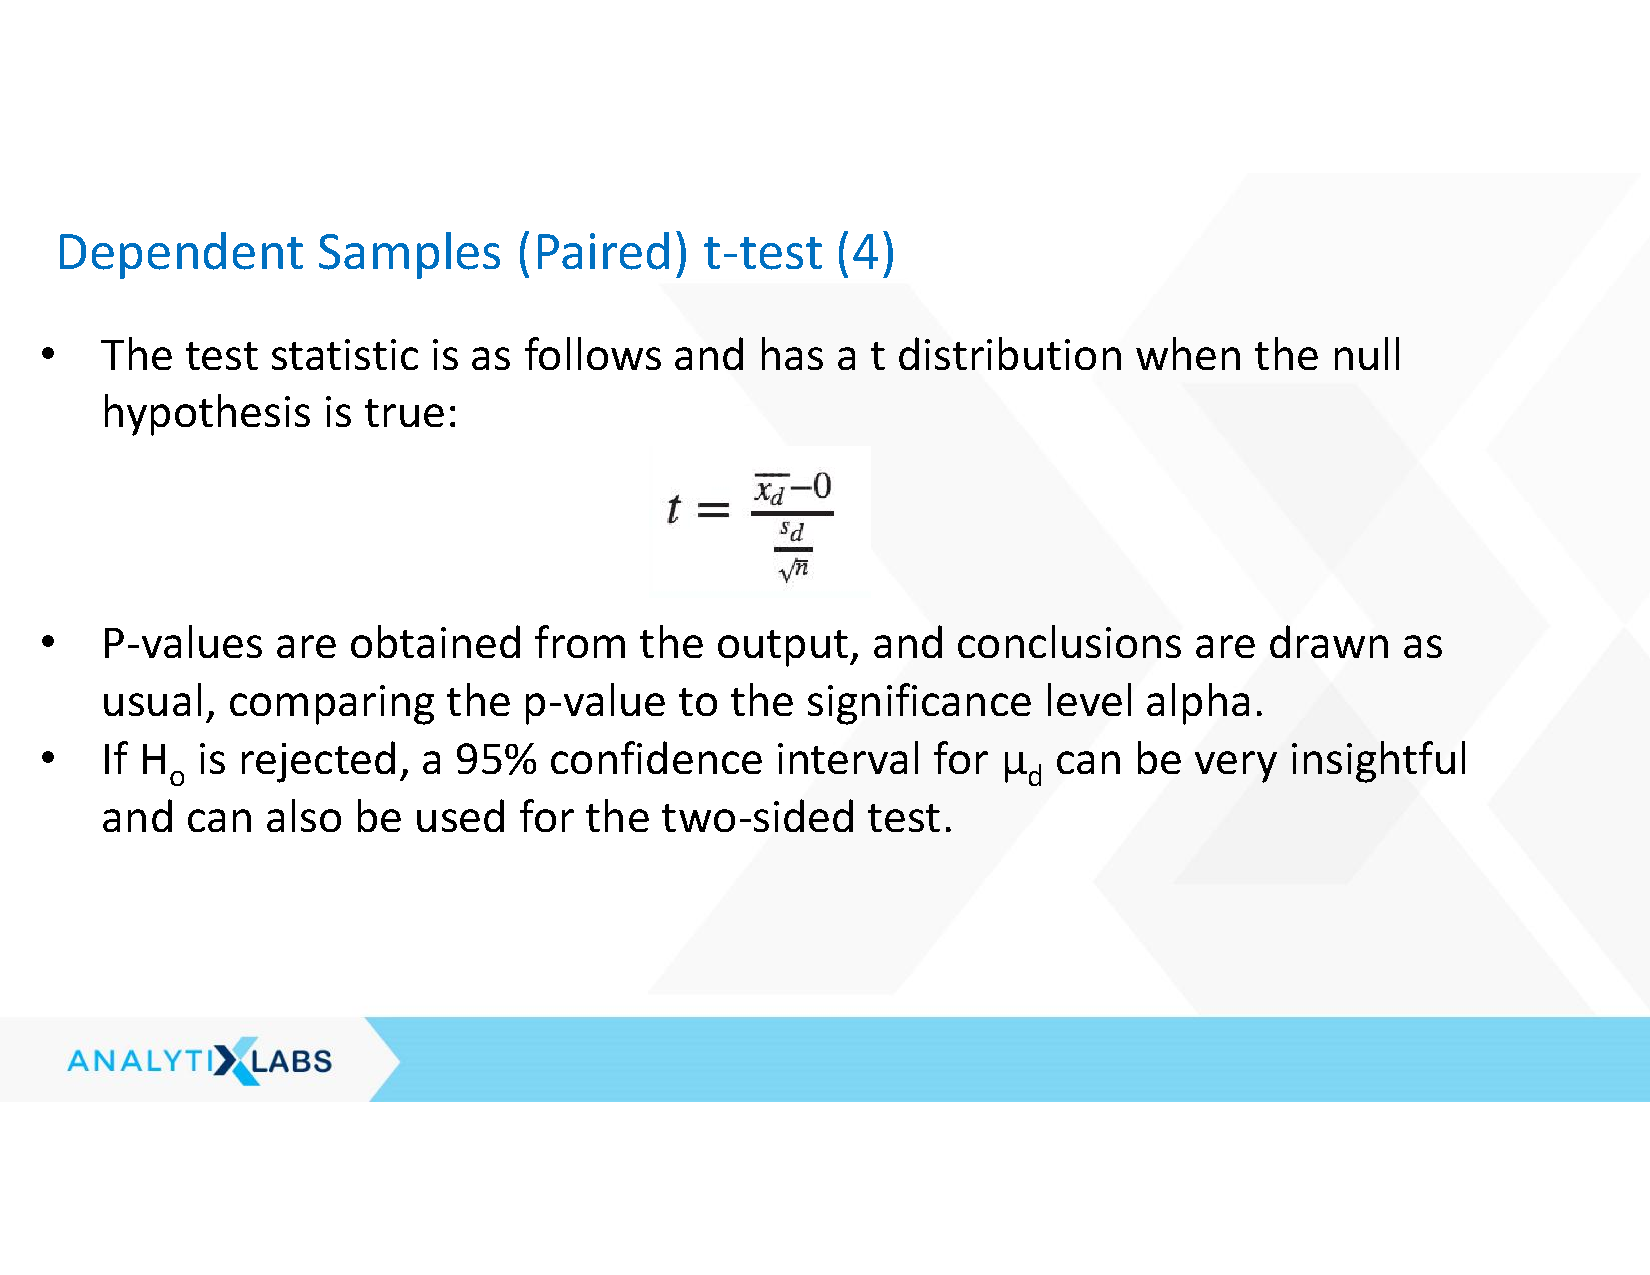 Dependent Samples (Paired) t-test (4)
• The test statistic is as follows and has a t distribution when the null
hypothesis is true:
t = (x̄_d − 0) / (s_d / √n)
• P-values are obtained from the output, and conclusions are drawn as
usual, comparing the p-value to the significance level alpha.
• If Hₒ is rejected, a 95% confidence interval for μ_d can be very insightful
and can also be used for the two-sided test.
ANALYTIXLABS